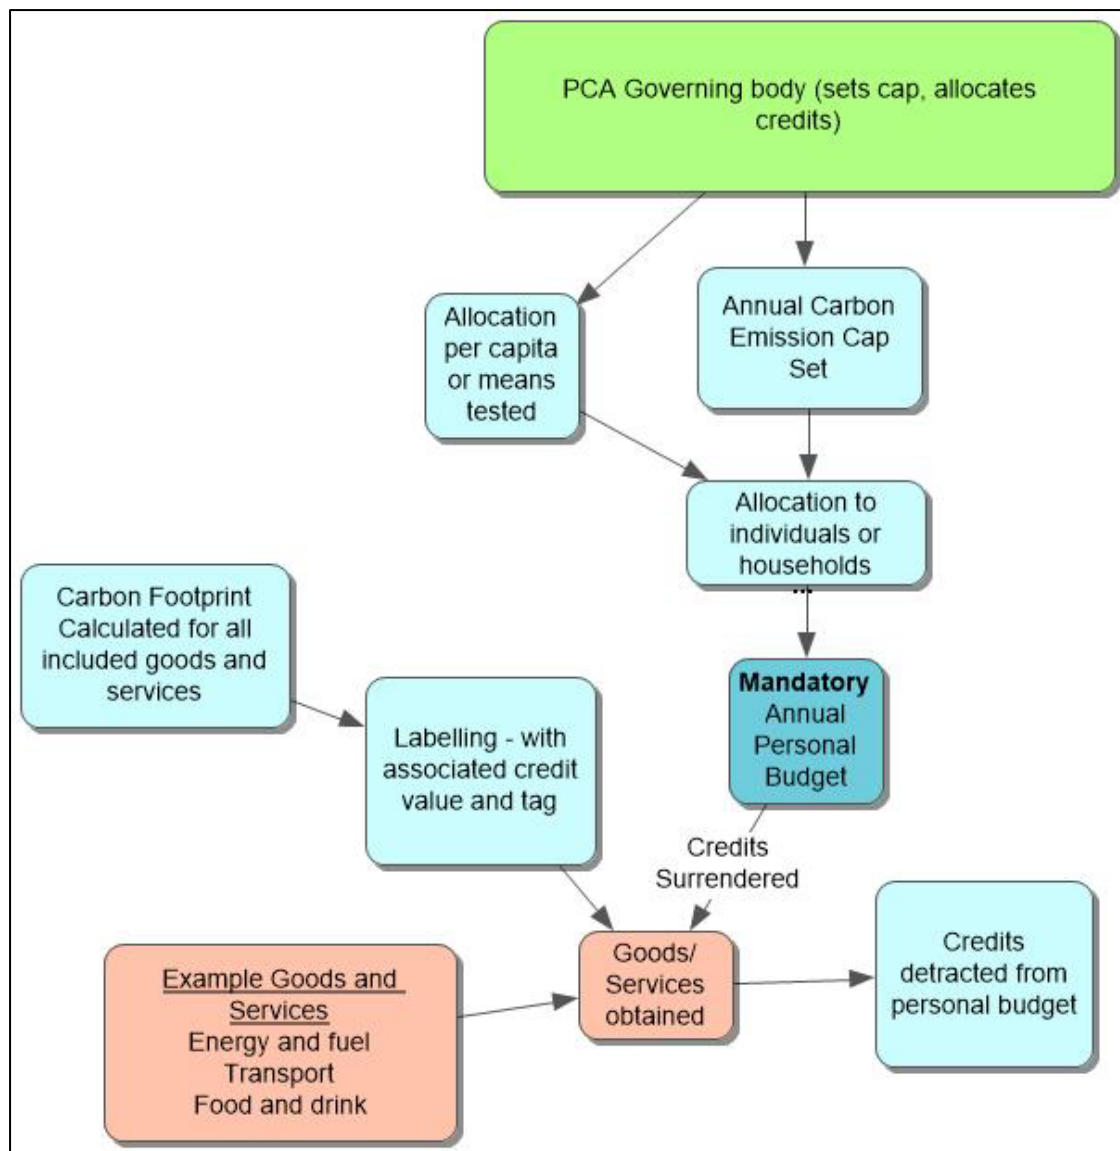 PCA Governing body (sets cap, allocates
credits)
Allocation
per capita
or means
tested
Annual Carbon
Emission Cap
Set
Allocation to
individuals or
households
...
Carbon Footprint
Calculated for all
included goods and
services
Labelling - with
associated credit
value and tag
Mandatory
Annual
Personal
Budget
Credits
Surrendered
Example Goods and
Services
Energy and fuel
Transport
Food and drink
Goods/
Services
obtained
Credits
detracted from
personal budget